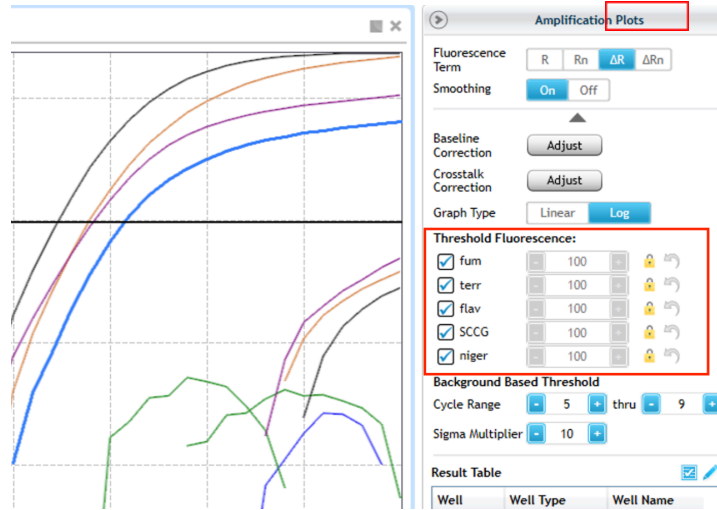 Amplification Plots
Fluorescence
Term
R Rn ΔR ΔRn
Smoothing On Off
Baseline
Correction
Adjust
Crosstalk
Correction
Adjust
Graph Type Linear Log
Threshold Fluorescence:
fum - 100 +
terr - 100 +
flav - 100 +
SCCG - 100 +
niger - 100 +
Background Based Threshold
Cycle Range - 5 + thru - 9 +
Sigma Multiplier - 10 +
Result Table
Well Well Type Well Name